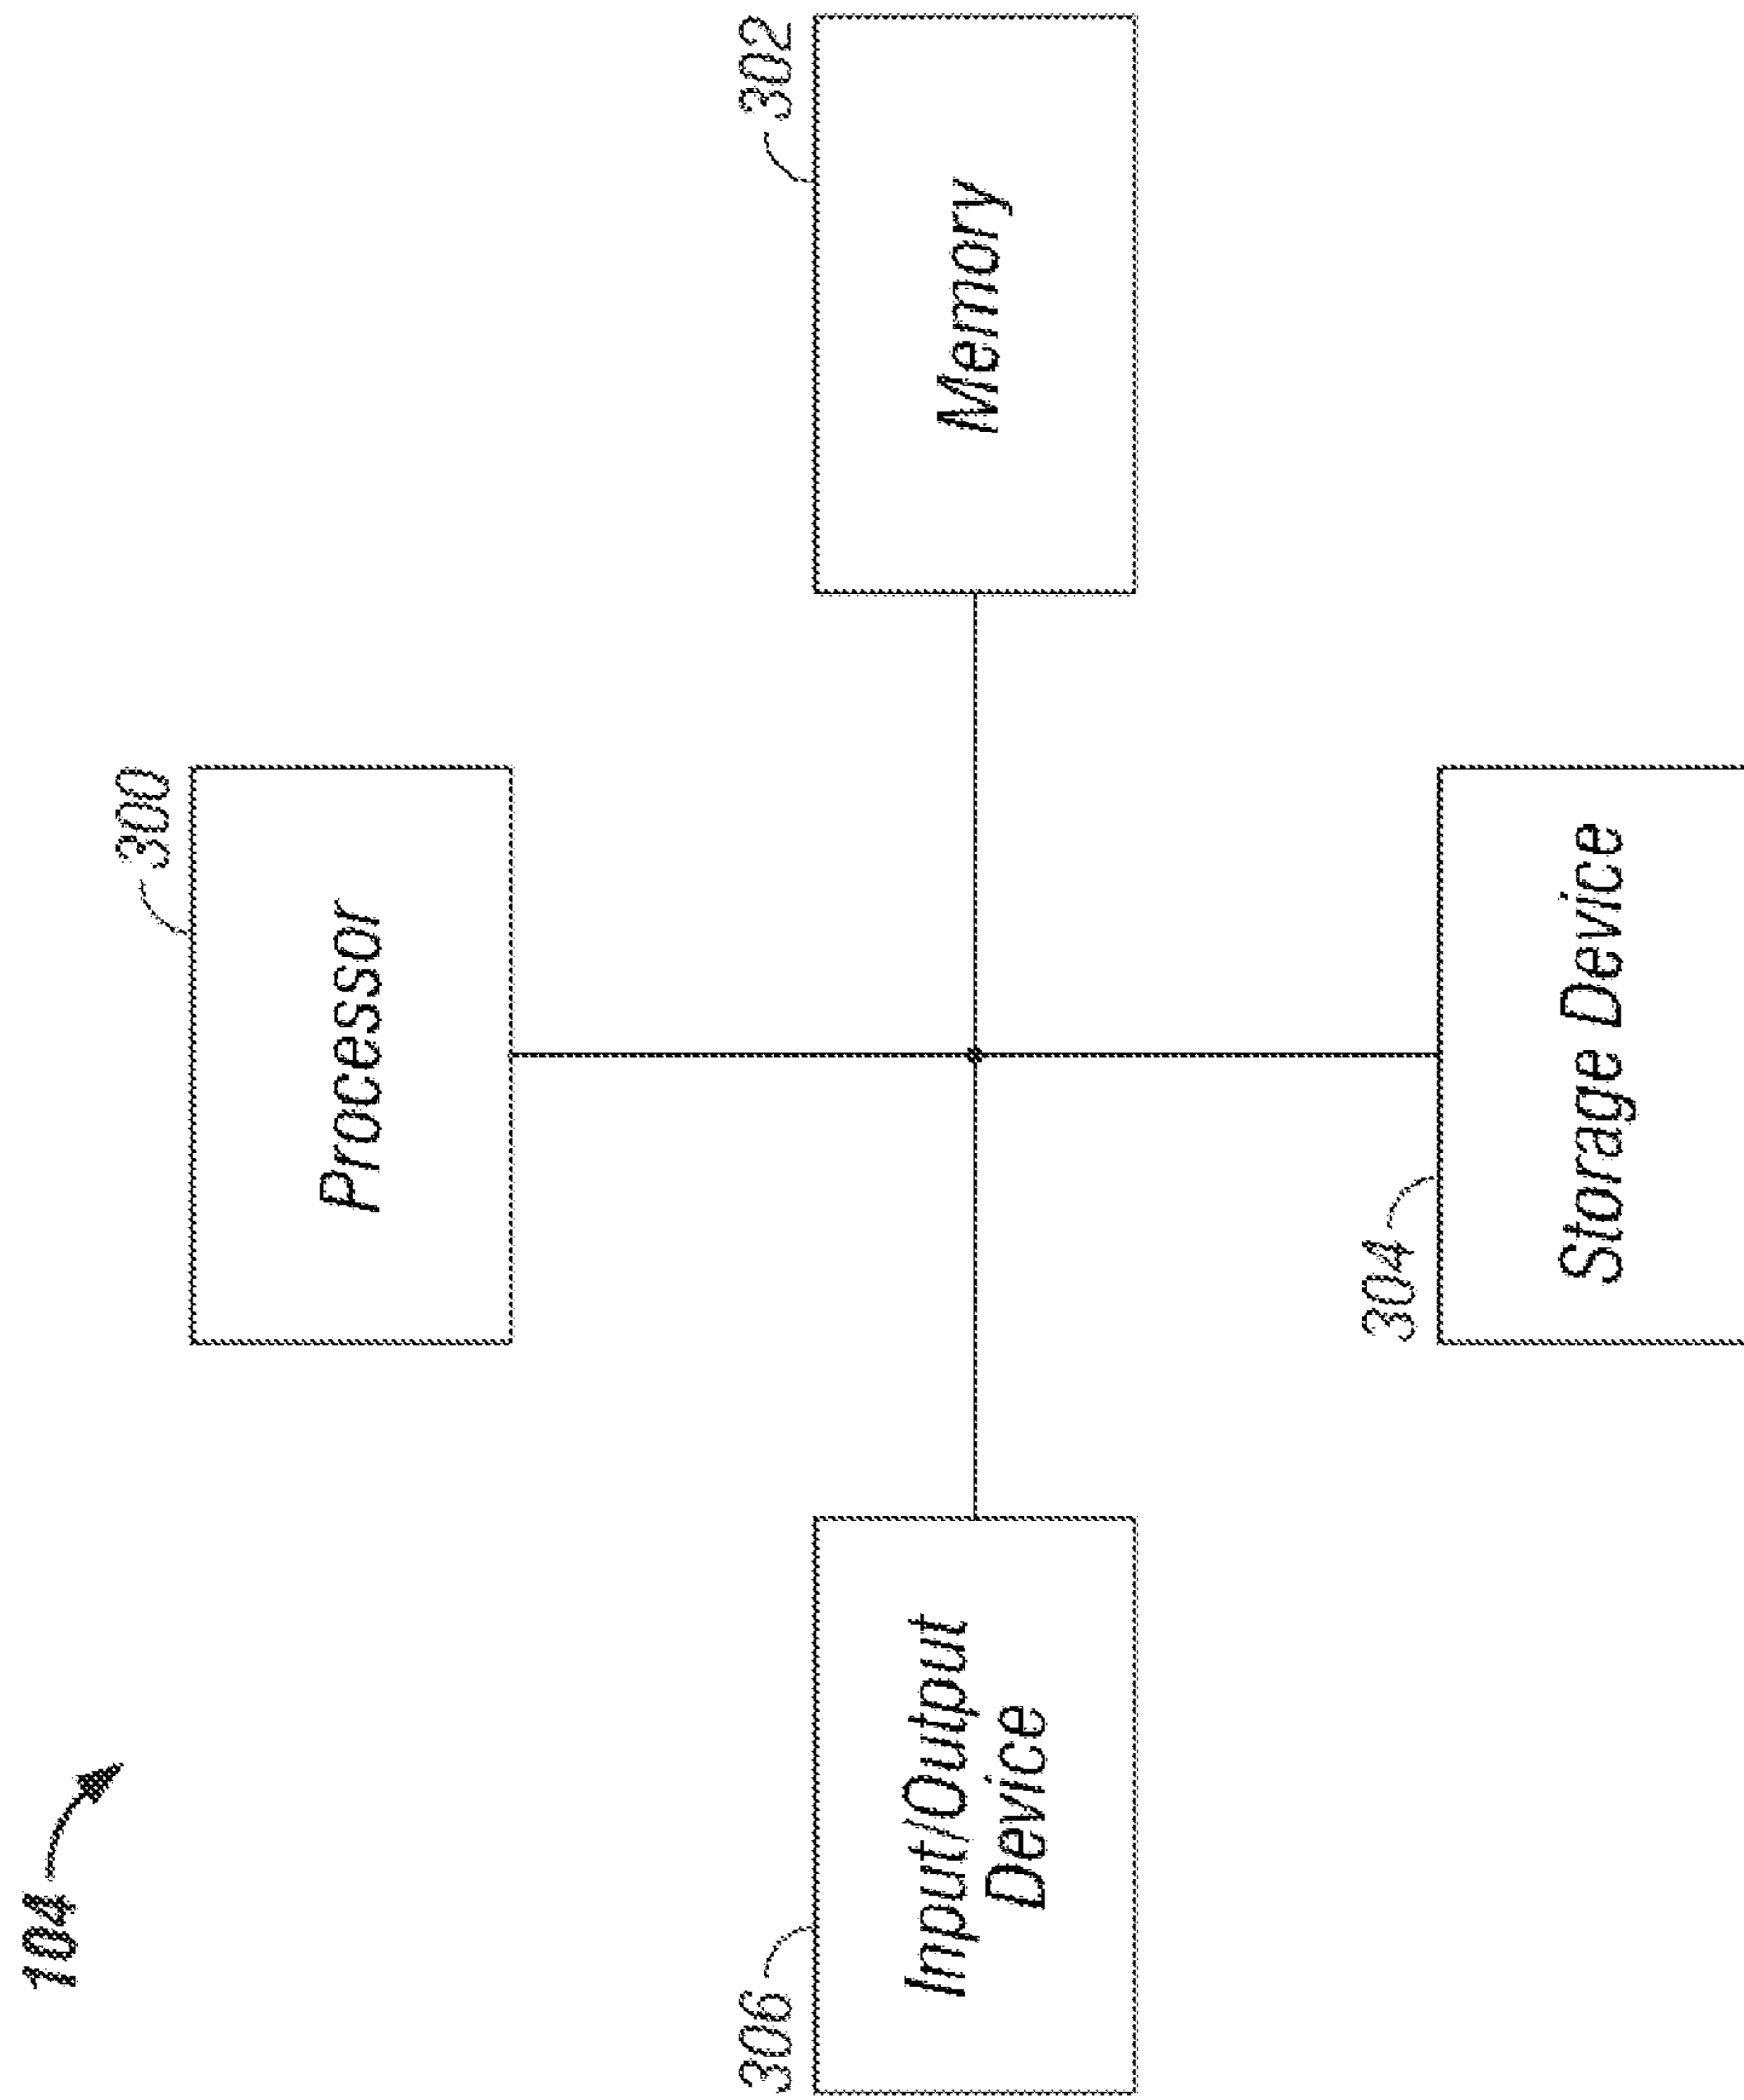 104
300
Processor
302
Memory
306
Input/Output
Device
304
Storage Device